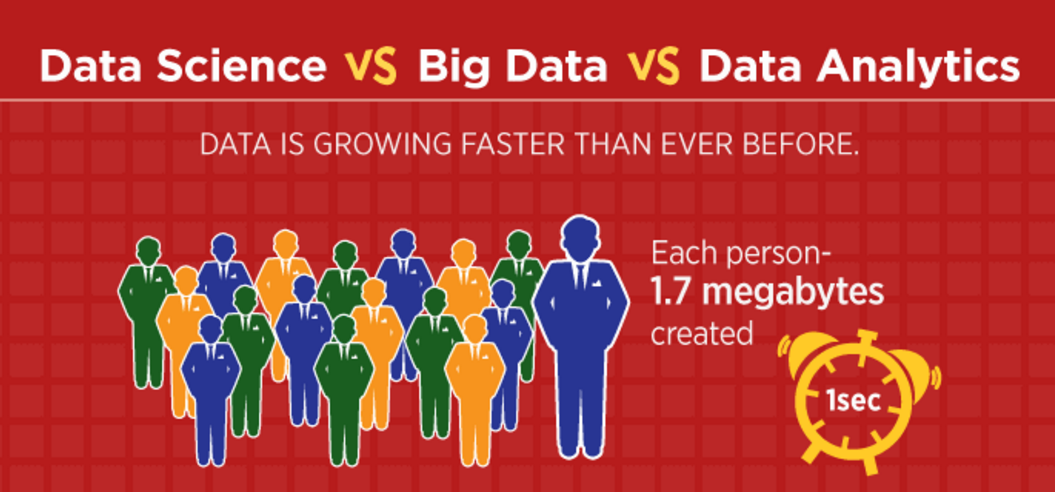 Data Science VS Big Data VS Data Analytics
DATA IS GROWING FASTER THAN EVER BEFORE.
Each person-
1.7 megabytes
created
1sec